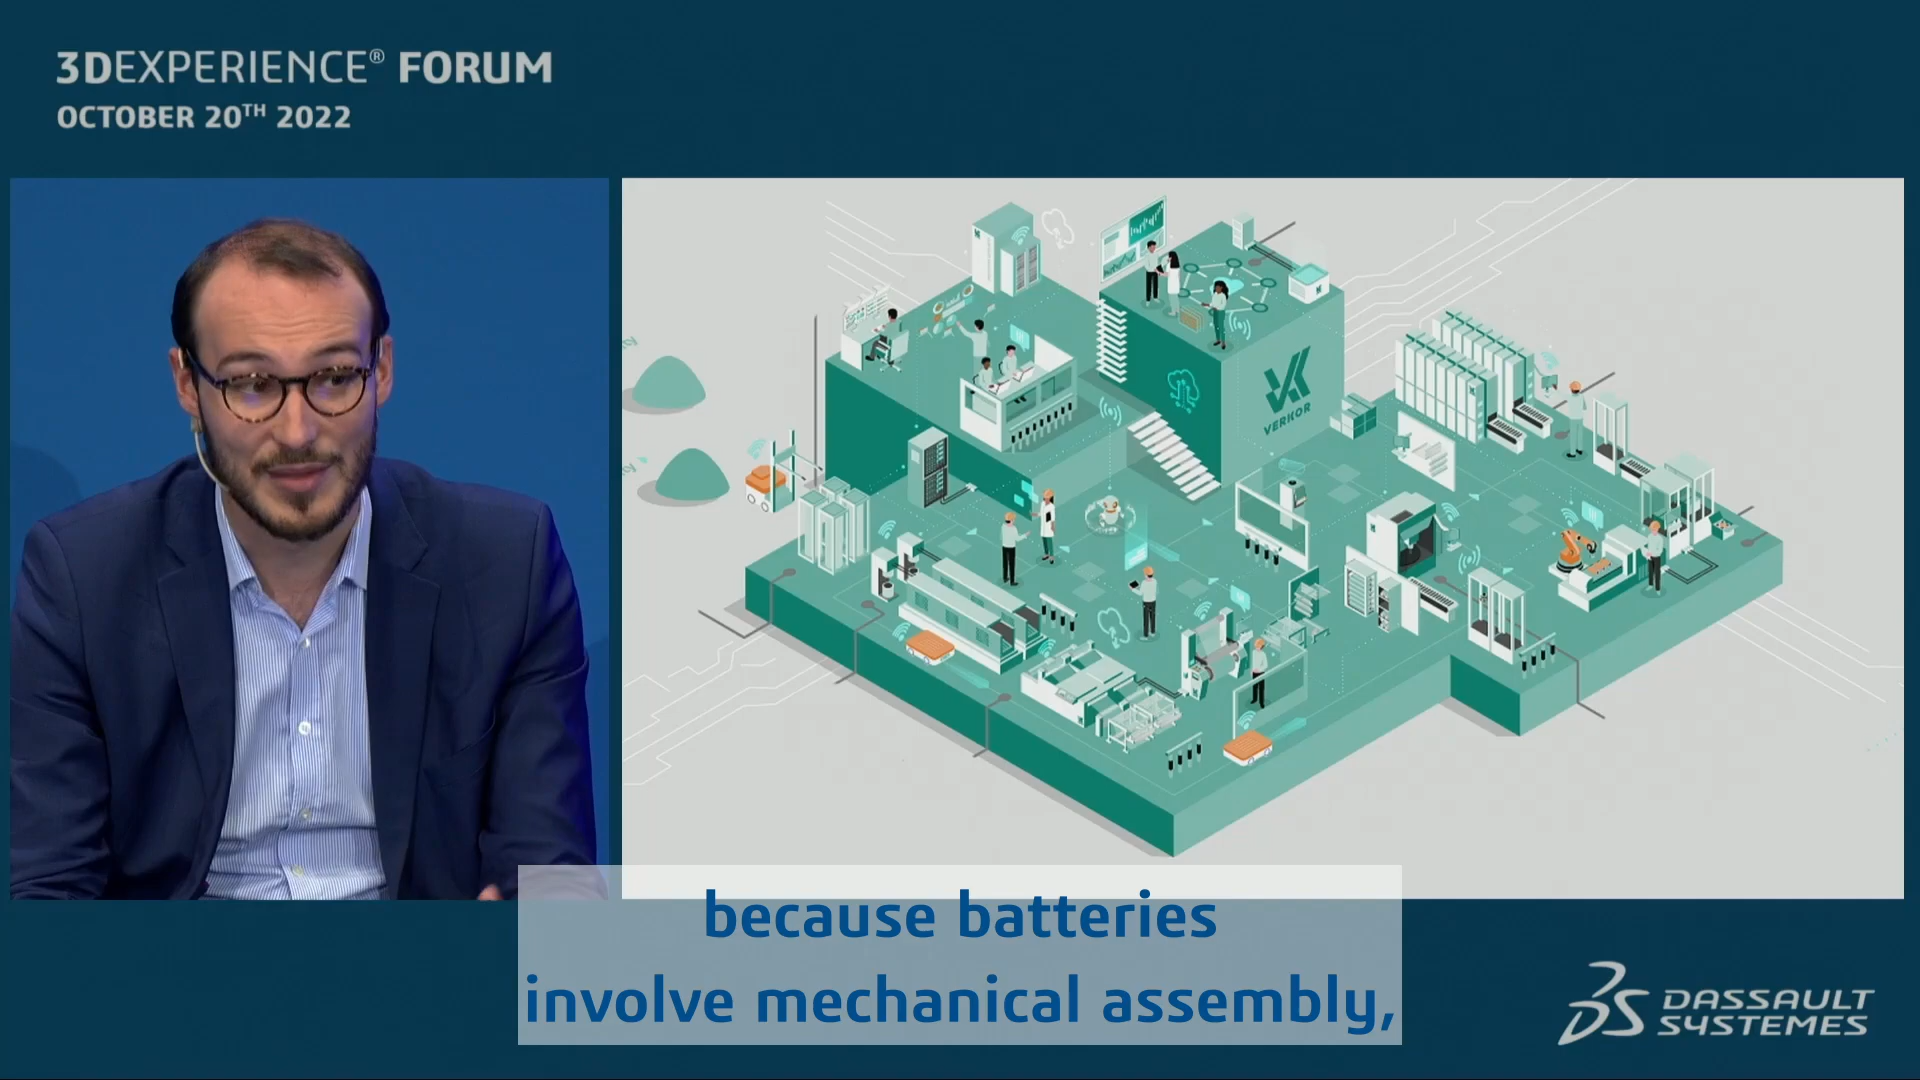 3DEXPERIENCE® FORUM
OCTOBER 20TH 2022
VERKOR
because batteries
involve mechanical assembly,
DASSAULT
SYSTEMES